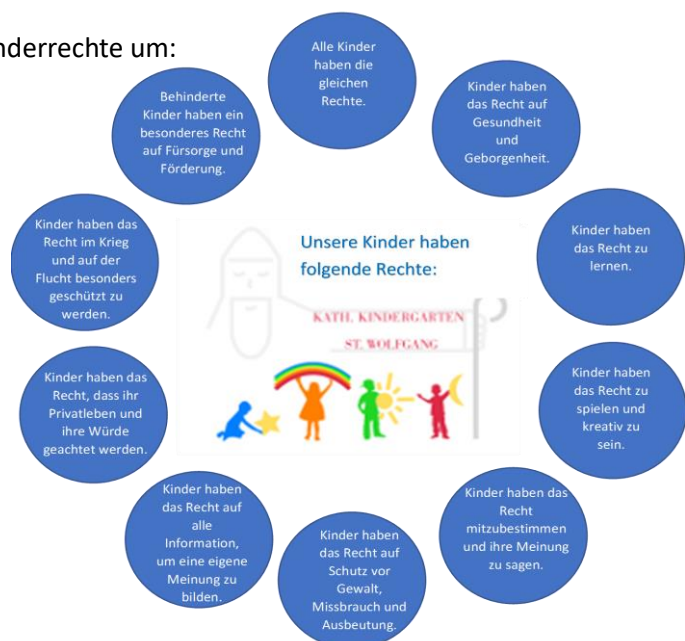 nderrechte um:
Alle Kinder
haben die
gleichen
Rechte.
Kinder haben
das Recht auf
Gesundheit
und
Geborgenheit.
Kinder haben
das Recht zu
lernen.
Kinder haben
das Recht zu
spielen und
kreativ zu
sein.
Kinder haben das
Recht
mitzubestimmen
und ihre Meinung
zu sagen.
Kinder haben
das Recht auf
Schutz vor
Gewalt,
Missbrauch und
Ausbeutung.
Kinder haben
das Recht auf
alle
Information,
um eine eigene
Meinung zu
bilden.
Kinder haben das
Recht, dass ihr
Privatleben und
ihre Würde
geachtet werden.
Kinder haben das
Recht im Krieg
und auf der
Flucht besonders
geschützt zu
werden.
Behinderte
Kinder haben ein
besonderes Recht
auf Fürsorge und
Förderung.
Unsere Kinder haben
folgende Rechte:
KATH. KINDERGARTEN
ST. WOLFGANG